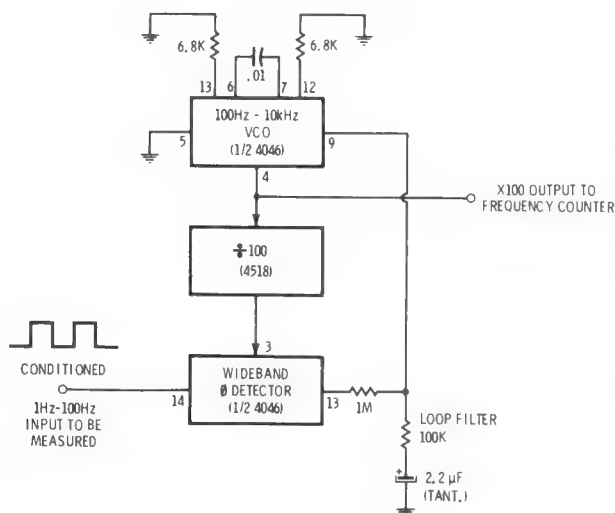 6.8K
6.8K
.01
13
6
7
12
100Hz - 10kHz
VCO
(1/2 4046)
5
9
4
X100 OUTPUT TO
FREQUENCY COUNTER
÷100
(4518)
3
CONDITIONED
1Hz-100Hz
INPUT TO BE
MEASURED
14
WIDEBAND
Ø DETECTOR
(1/2 4046)
13
1M
LOOP FILTER
100K
+
2.2 µF
(TANT.)